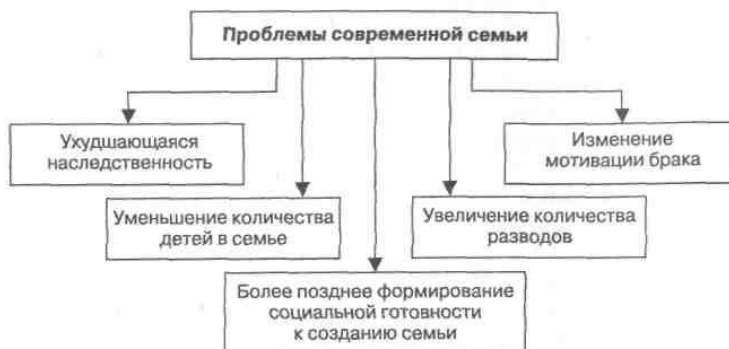 Проблемы современной семьи
Ухудшающаяся
наследственность
Изменение
мотивации брака
Уменьшение количества
детей в семье
Увеличение количества
разводов
Более позднее формирование
социальной готовности
к созданию семьи